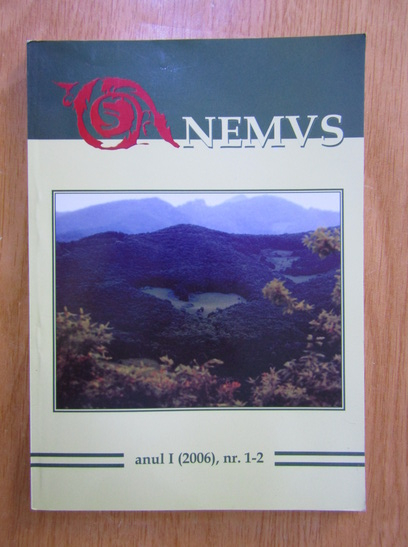 NEMVS
anul I (2006), nr. 1-2